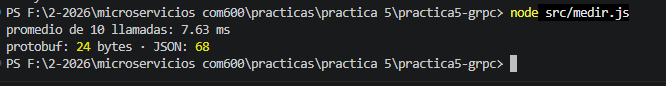 PS F:\2-2026\microservicios com600\practicas\practica 5\practica5-grpc> node src/medir.js
promedio de 10 llamadas: 7.63 ms
protobuf: 24 bytes · JSON: 68
PS F:\2-2026\microservicios com600\practicas\practica 5\practica5-grpc>